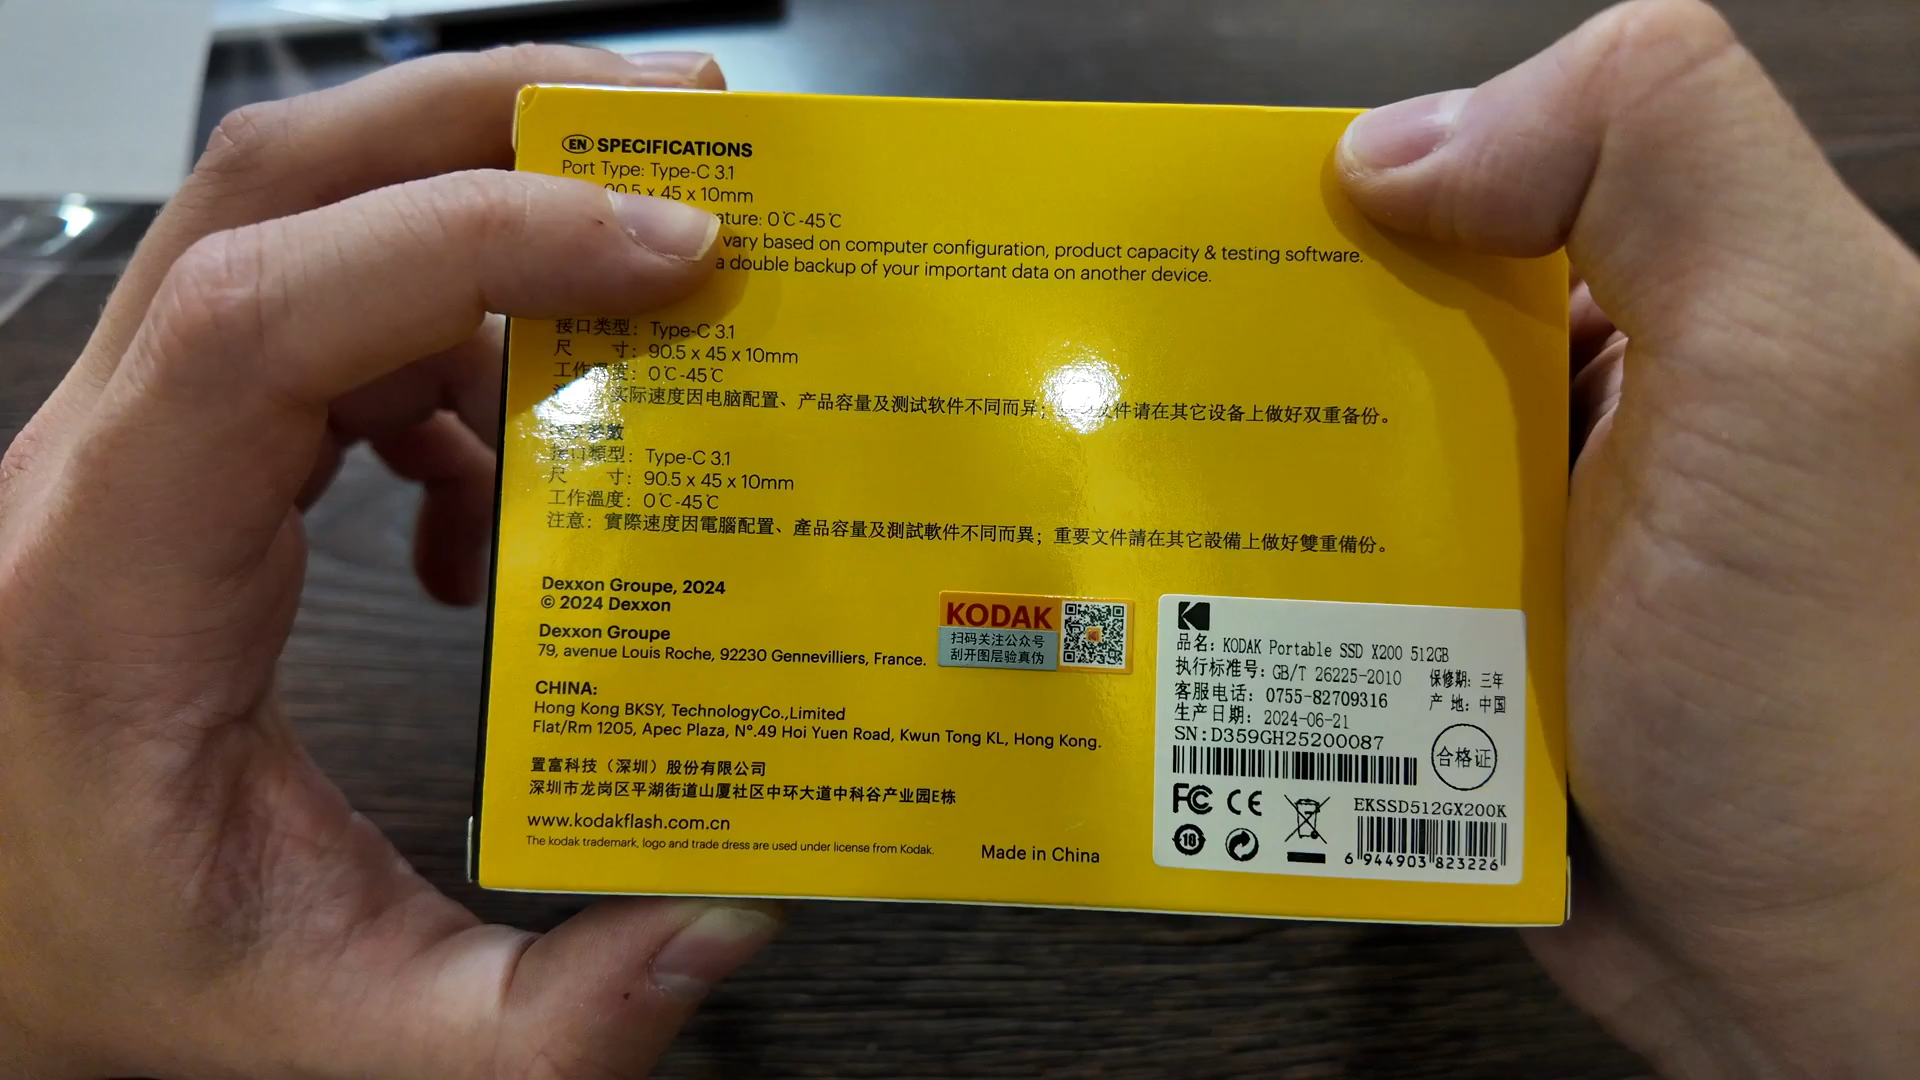 EN SPECIFICATIONS
Port Type: Type-C 3.1
90.5 x 45 x 10mm
ature: 0℃-45℃
vary based on computer configuration, product capacity & testing software.
a double backup of your important data on another device.
接口类型：Type-C 3.1
尺 寸：90.5 x 45 x 10mm
工作温度：0℃-45℃
实际速度因电脑配置、产品容量及测试软件不同而异；文件请在其它设备上做好双重备份。
参數
接口類型：Type-C 3.1
尺 寸：90.5 x 45 x 10mm
工作溫度：0℃-45℃
注意：實際速度因電腦配置、產品容量及測試軟件不同而異；重要文件請在其它設備上做好雙重備份。
Dexxon Groupe, 2024
© 2024 Dexxon
Dexxon Groupe
79, avenue Louis Roche, 92230 Gennevilliers, France.
CHINA:
Hong Kong BKSY, TechnologyCo.,Limited
Flat/Rm 1205, Apec Plaza, N°.49 Hoi Yuen Road, Kwun Tong KL, Hong Kong.
置富科技（深圳）股份有限公司
深圳市龙岗区平湖街道山厦社区中环大道中科谷产业园E栋
www.kodakflash.com.cn
The kodak trademark, logo and trade dress are used under license from Kodak.
Made in China
KODAK
扫码关注公众号
刮开图层验真伪
品名：KODAK Portable SSD X200 512GB
执行标准号：GB/T 26225-2010 保修期：三年
客服电话：0755-82709316 产 地：中国
生产日期：2024-06-21
SN:D359GH25200087
合格证
FC CE
EKSSD512GX200K
10
6 944903 823226